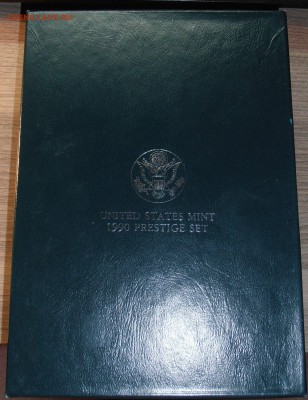 UNITED STATES MINT
1990 PRESTIGE SET